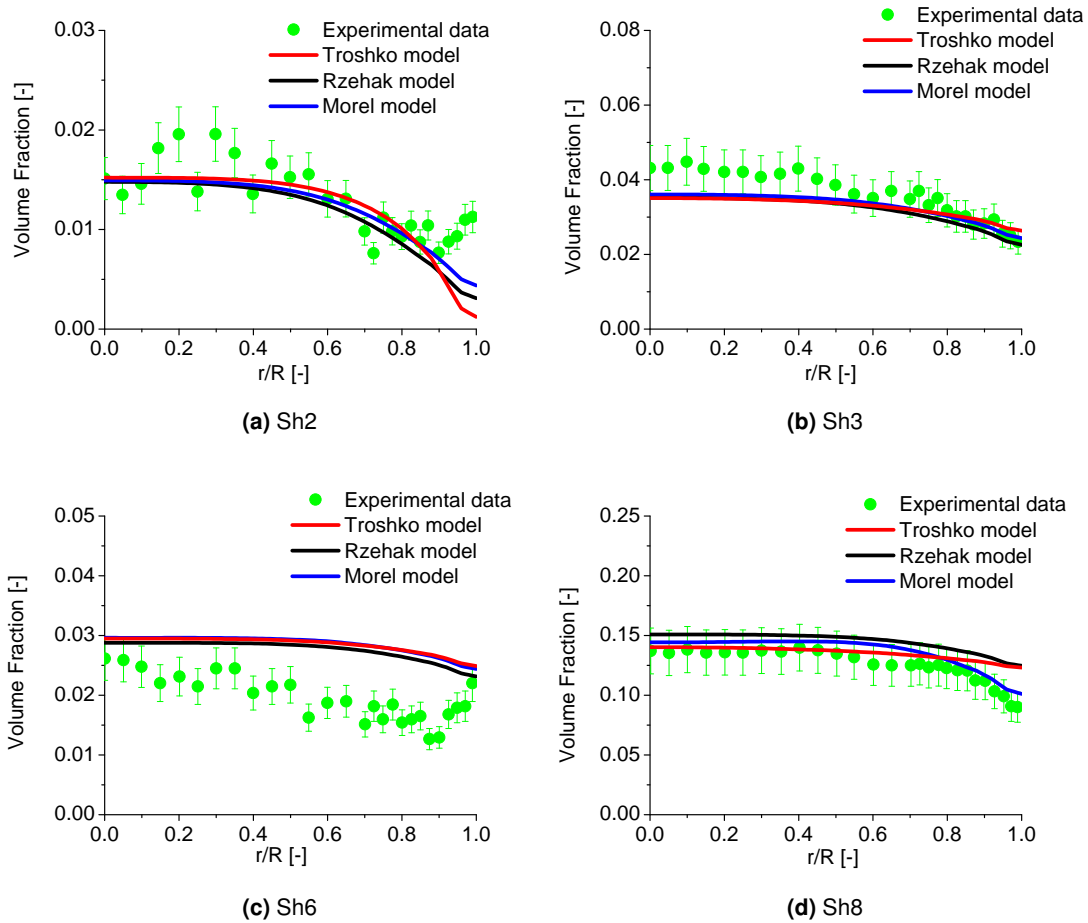 Experimental data
Troshko model
Rzehak model
Morel model
Volume Fraction [-]
0.03
0.02
0.01
0.00
0.0 0.2 0.4 0.6 0.8 1.0
r/R [-]
(a) Sh2
Experimental data
Troshko model
Rzehak model
Morel model
Volume Fraction [-]
0.08
0.06
0.04
0.02
0.00
0.0 0.2 0.4 0.6 0.8 1.0
r/R [-]
(b) Sh3
Experimental data
Troshko model
Rzehak model
Morel model
Volume Fraction [-]
0.05
0.04
0.03
0.02
0.01
0.00
0.0 0.2 0.4 0.6 0.8 1.0
r/R [-]
(c) Sh6
Experimental data
Troshko model
Rzehak model
Morel model
Volume Fraction [-]
0.25
0.20
0.15
0.10
0.05
0.00
0.0 0.2 0.4 0.6 0.8 1.0
r/R [-]
(d) Sh8